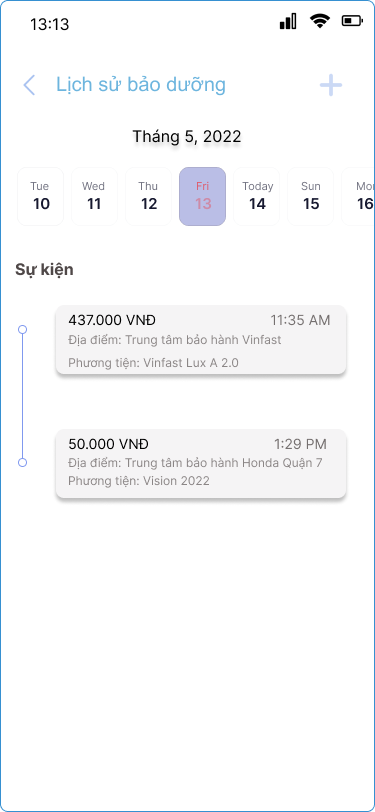 13:13
Lịch sử bảo dưỡng
Tháng 5, 2022
Tue Wed Thu Fri Today Sun Mon
10 11 12 13 14 15 16
Sự kiện
437.000 VNĐ 11:35 AM
Địa điểm: Trung tâm bảo hành Vinfast
Phương tiện: Vinfast Lux A 2.0
50.000 VNĐ 1:29 PM
Địa điểm: Trung tâm bảo hành Honda Quận 7
Phương tiện: Vision 2022